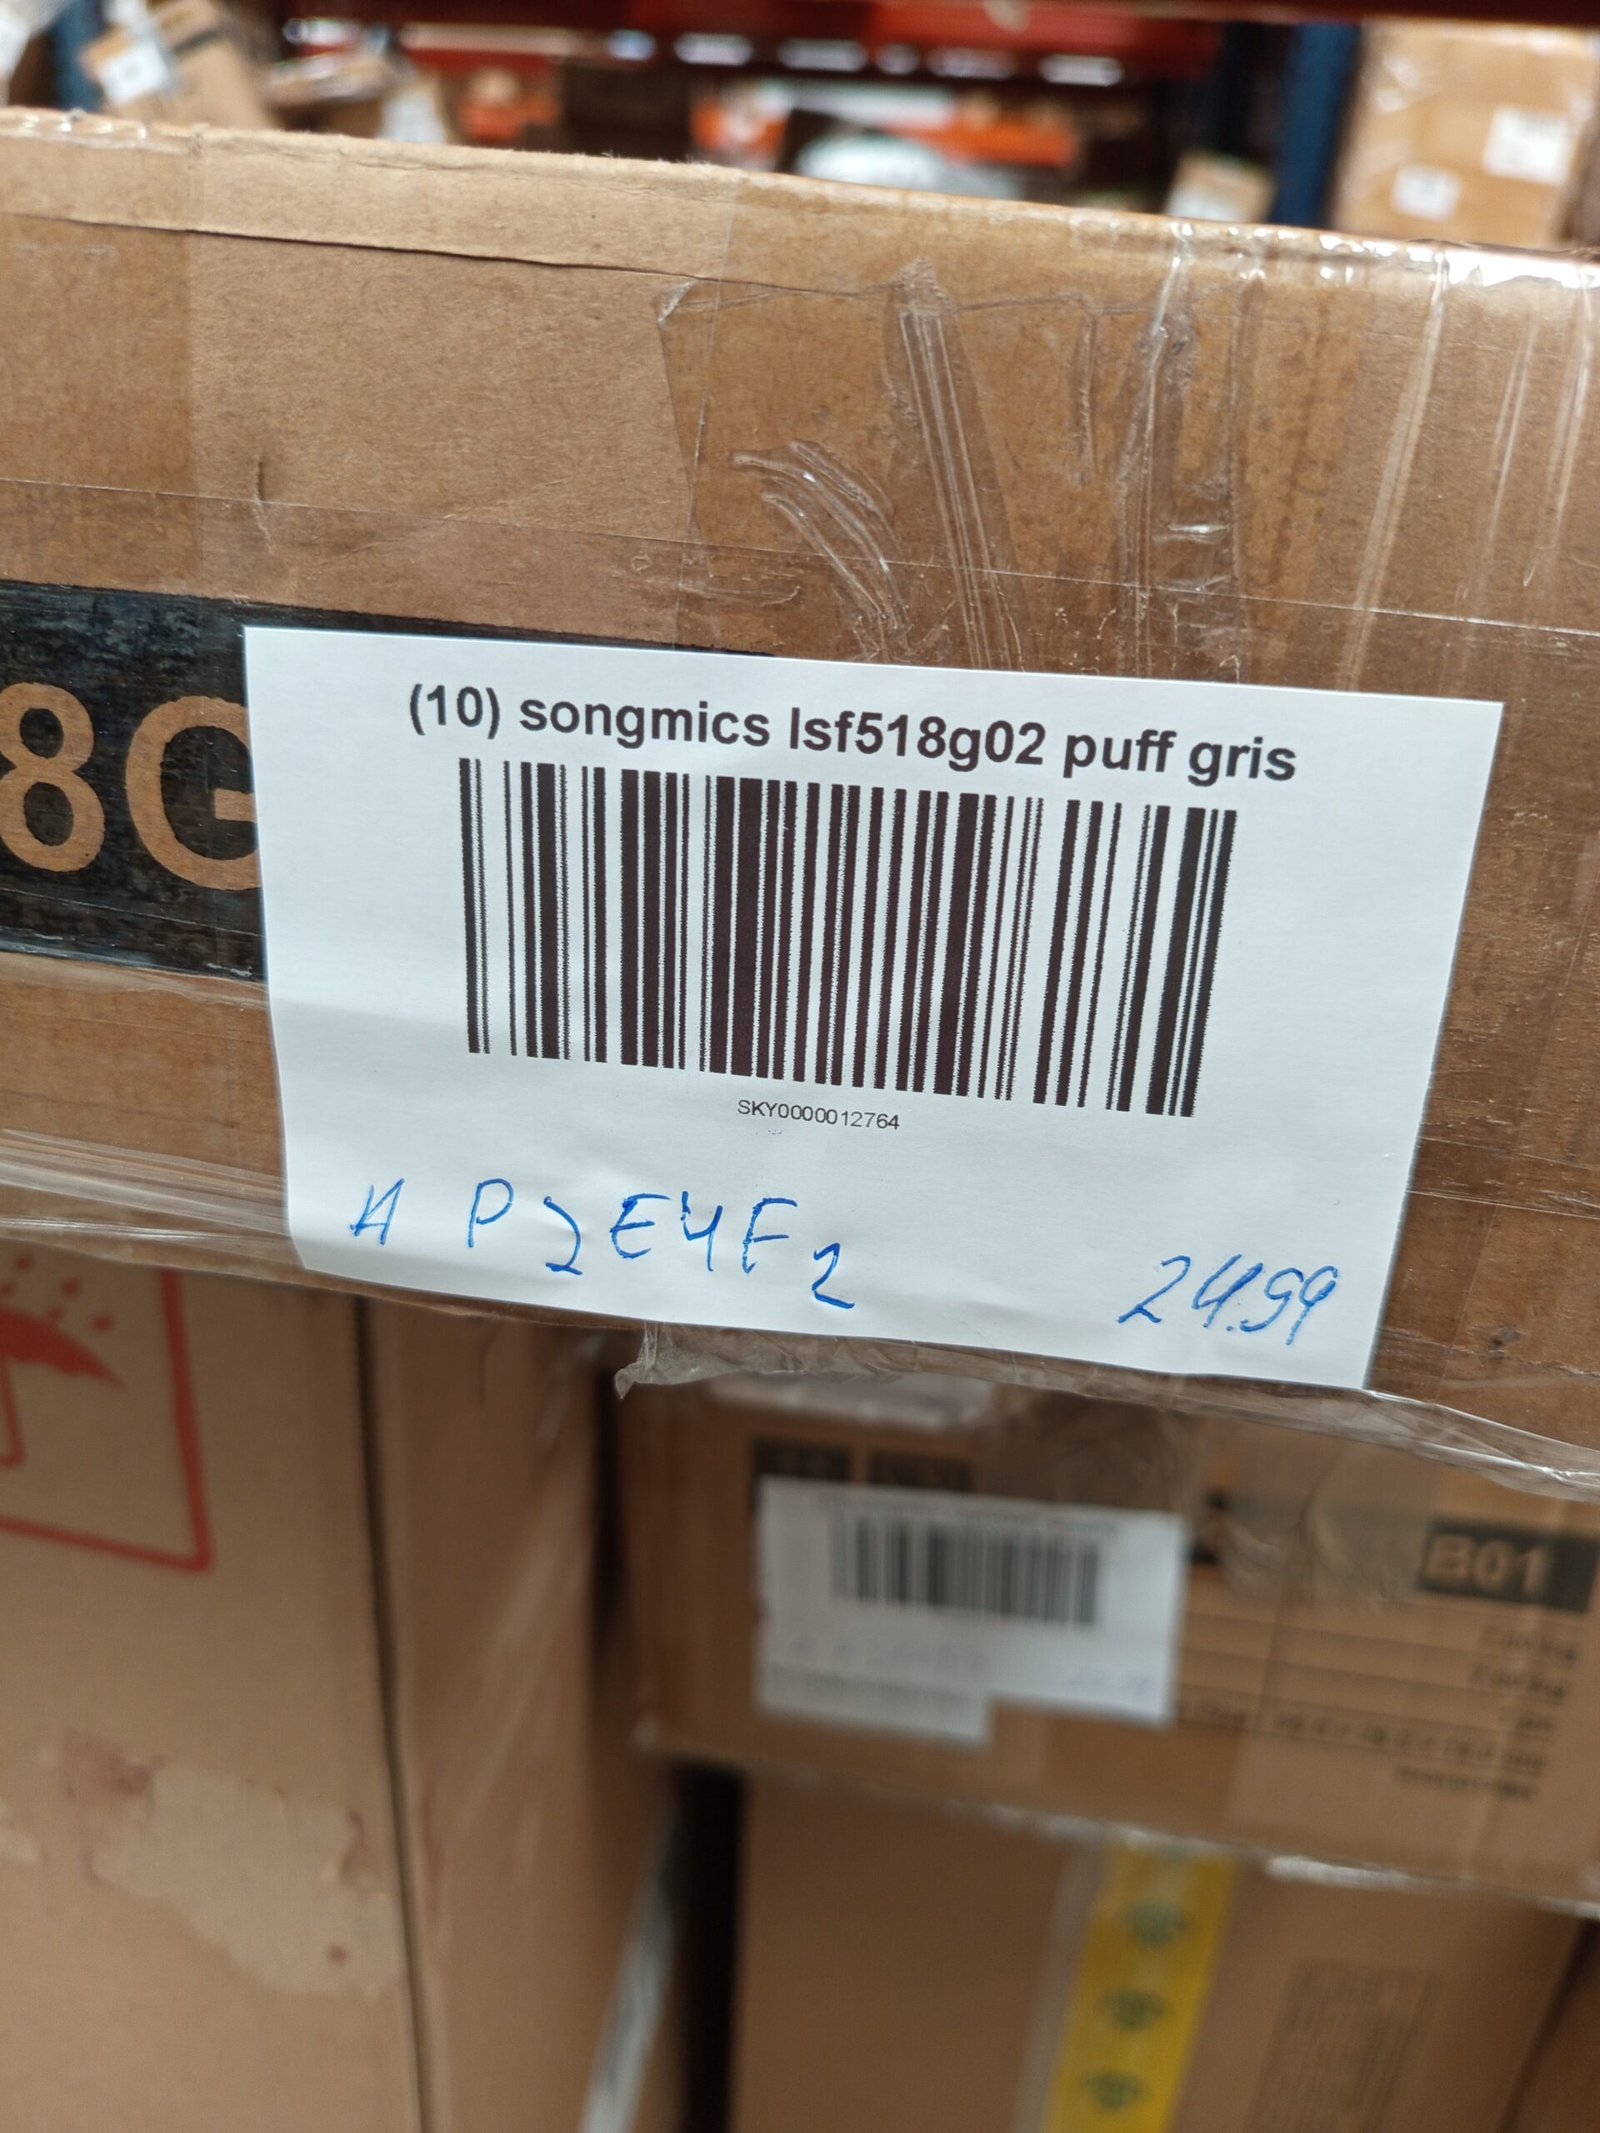 (10) songmics lsf518g02 puff gris
8G
SKY0000012764
A P2E4F2 24.99
B01